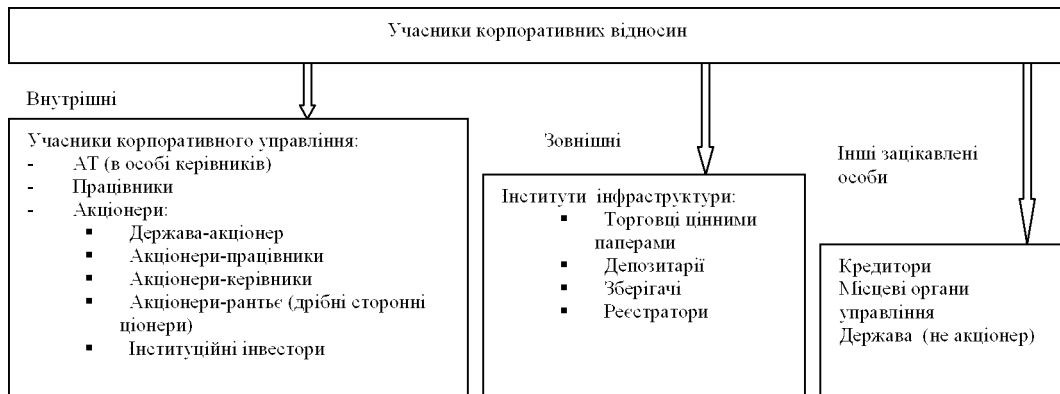 Учасники корпоративних відносин
Внутрішні
Учасники корпоративного управління:
- АТ (в особі керівників)
- Працівники
- Акціонери:
▪ Держава-акціонер
▪ Акціонери-працівники
▪ Акціонери-керівники
▪ Акціонери-рантьє (дрібні сторонні
ціонери)
▪ Інституційні інвестори
Зовнішні
Інститути інфраструктури:
▪ Торговці цінними
паперами
▪ Депозитарії
▪ Зберігачі
▪ Реєстратори
Інші зацікавлені
особи
Кредитори
Місцеві органи
управління
Держава (не акціонер)